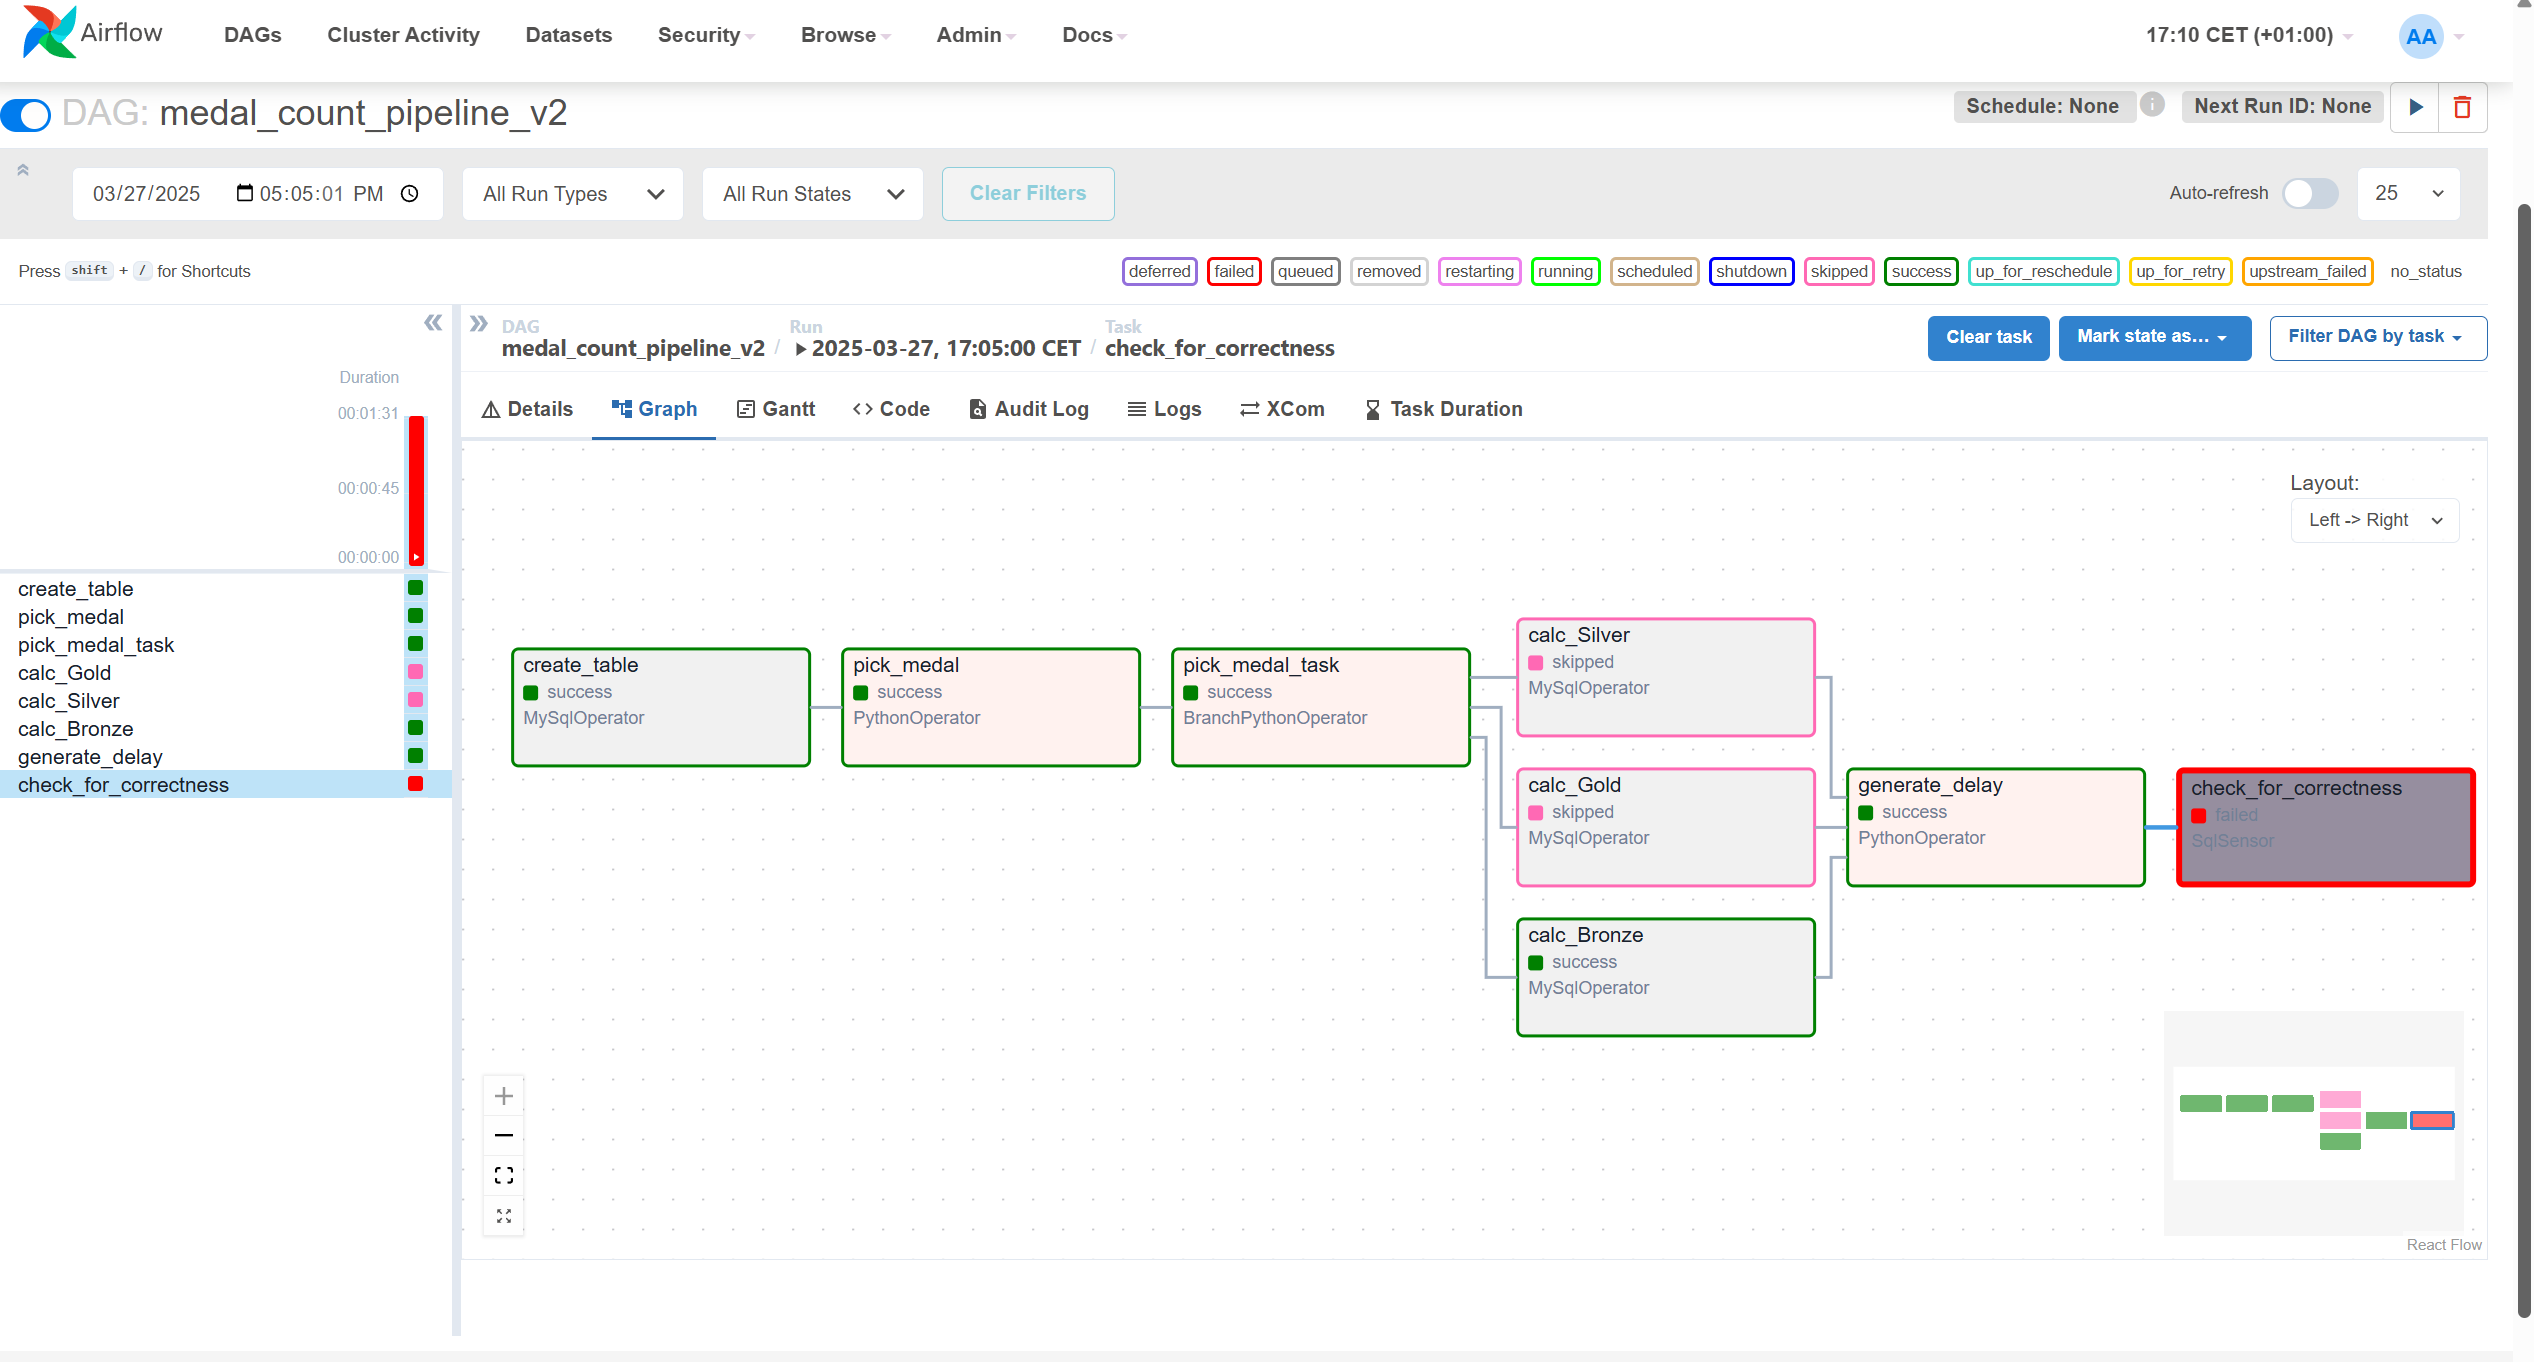 Airflow DAGs Cluster Activity Datasets Security Browse Admin Docs 17:10 CET (+01:00) AA
DAG: medal_count_pipeline_v2 Schedule: None i Next Run ID: None
03/27/2025 05:05:01 PM All Run Types All Run States Clear Filters Auto-refresh 25
Press shift + / for Shortcuts deferred failed queued removed restarting running scheduled shutdown skipped success up_for_reschedule up_for_retry upstream_failed no_status
DAG Run Task
medal_count_pipeline_v2 / 2025-03-27, 17:05:00 CET / check_for_correctness
Clear task Mark state as... Filter DAG by task
Duration
00:01:31
00:00:45
00:00:00
create_table
pick_medal
pick_medal_task
calc_Gold
calc_Silver
calc_Bronze
generate_delay
check_for_correctness
Details Graph Gantt Code Audit Log Logs XCom Task Duration
Layout:
Left -> Right
create_table
success
MySqlOperator
pick_medal
success
PythonOperator
pick_medal_task
success
BranchPythonOperator
calc_Silver
skipped
MySqlOperator
calc_Gold
skipped
MySqlOperator
calc_Bronze
success
MySqlOperator
generate_delay
success
PythonOperator
check_for_correctness
failed
SqlSensor
React Flow